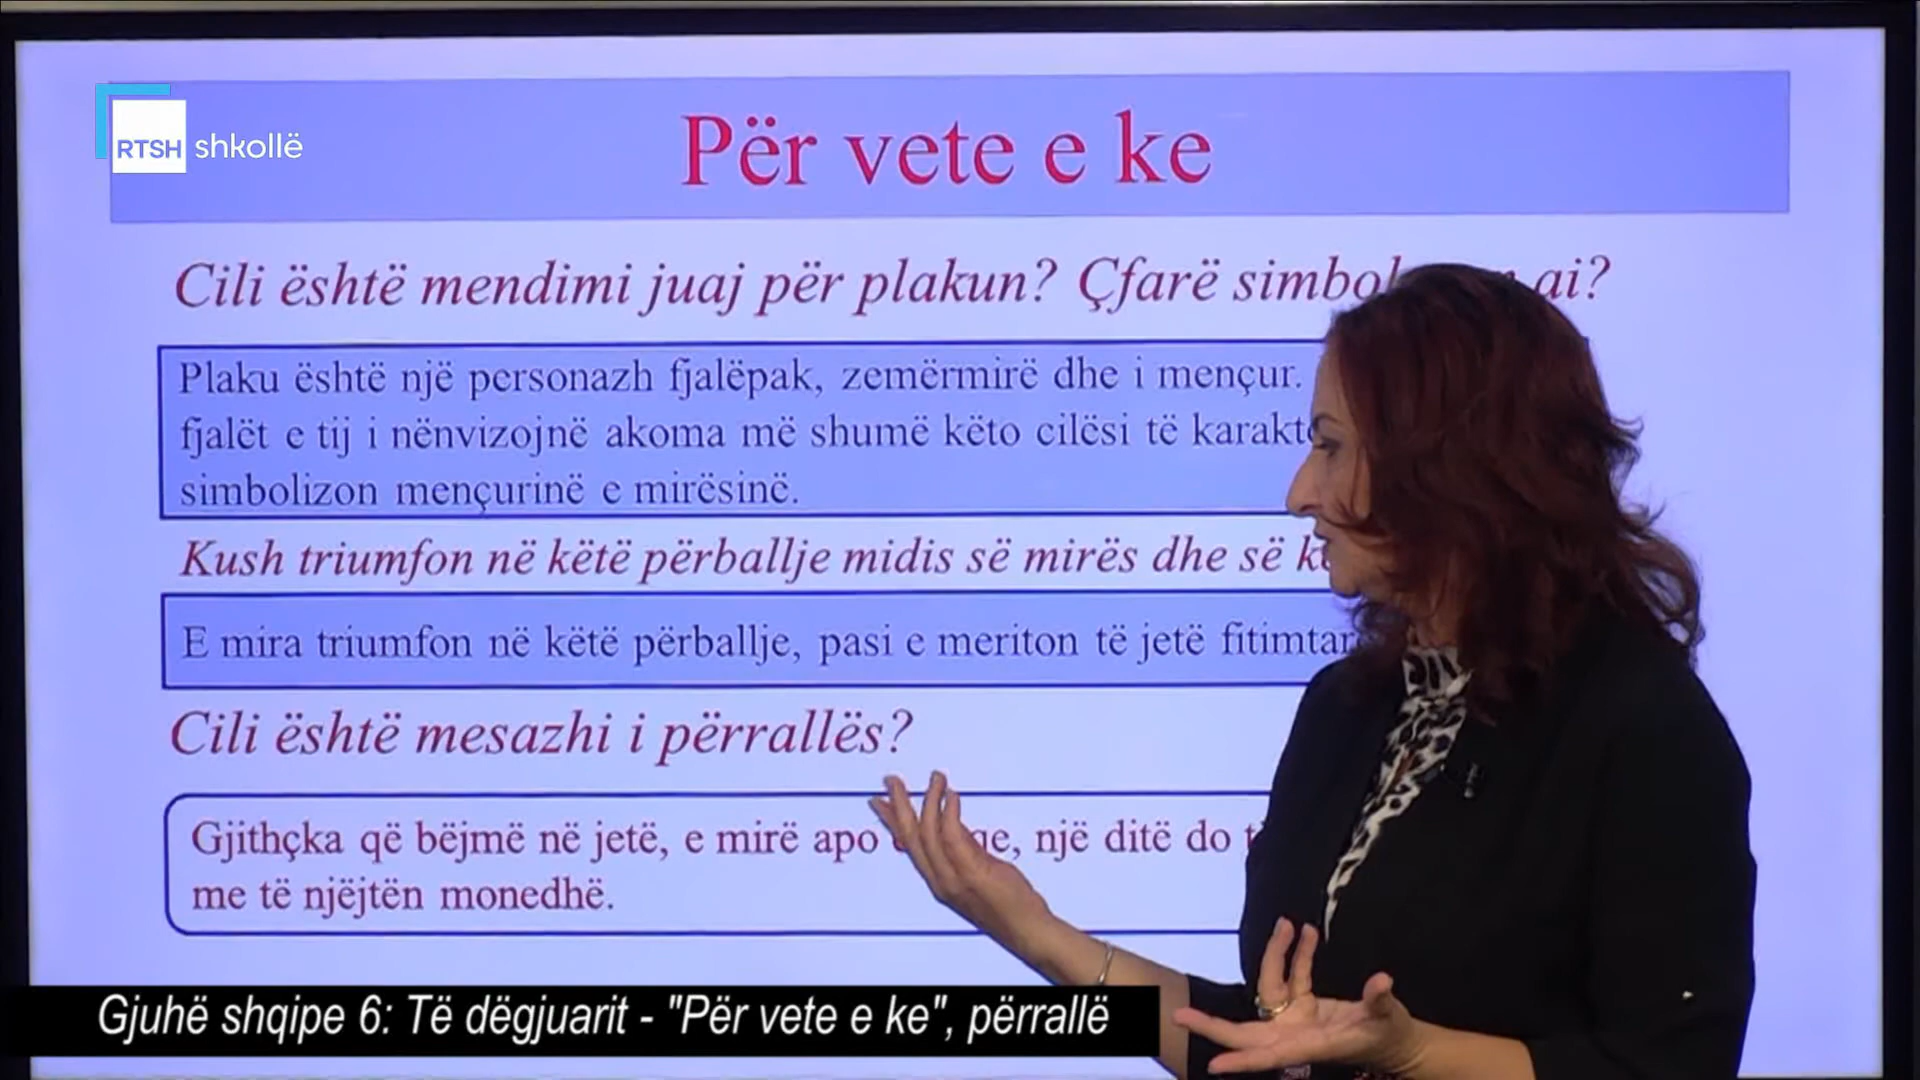 RTSH shkollë
Për vete e ke
Cili është mendimi juaj për plakun? Çfarë ai?
Plaku është një personazh fjalëpak, zemërmirë dhe i mençur.
fjalët e tij i nënvizojnë akoma më shumë këto cilësi të
simbolizon mençurinë e mirësinë.
Kush triumfon në këtë përballje midis së mirës dhe së
E mira triumfon në këtë përballje, pasi e meriton të jetë
Cili është mesazhi i përrallës?
Gjithçka që bëjmë në jetë, e mirë apo një ditë do
me të njëjtën monedhë.
Gjuhë shqipe 6: Të dëgjuarit - "Për vete e ke", përrallë